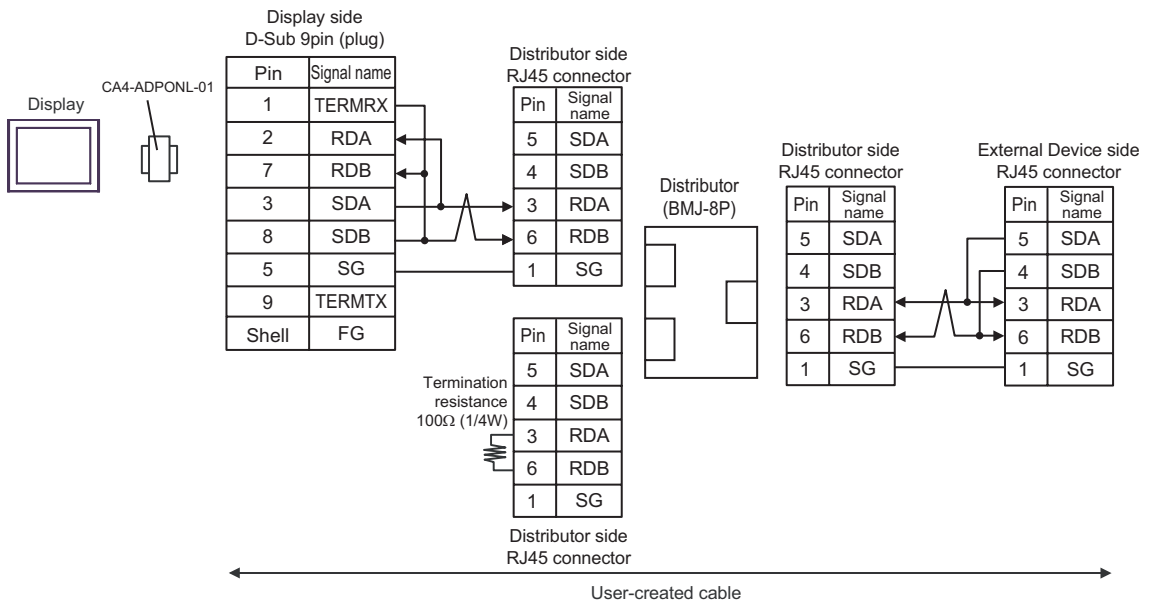 Display side
D-Sub 9pin (plug)
Display
CA4-ADPONL-01
Pin Signal name
1 TERMRX
2 RDA
7 RDB
3 SDA
8 SDB
5 SG
9 TERMTX
Shell FG
Distributor side
RJ45 connector
Pin Signal name
5 SDA
4 SDB
3 RDA
6 RDB
1 SG
Termination
resistance
100Ω (1/4W)
Pin Signal name
5 SDA
4 SDB
3 RDA
6 RDB
1 SG
Distributor side
RJ45 connector
Distributor
(BMJ-8P)
Distributor side
RJ45 connector
Pin Signal name
5 SDA
4 SDB
3 RDA
6 RDB
1 SG
External Device side
RJ45 connector
Pin Signal name
5 SDA
4 SDB
3 RDA
6 RDB
1 SG
User-created cable